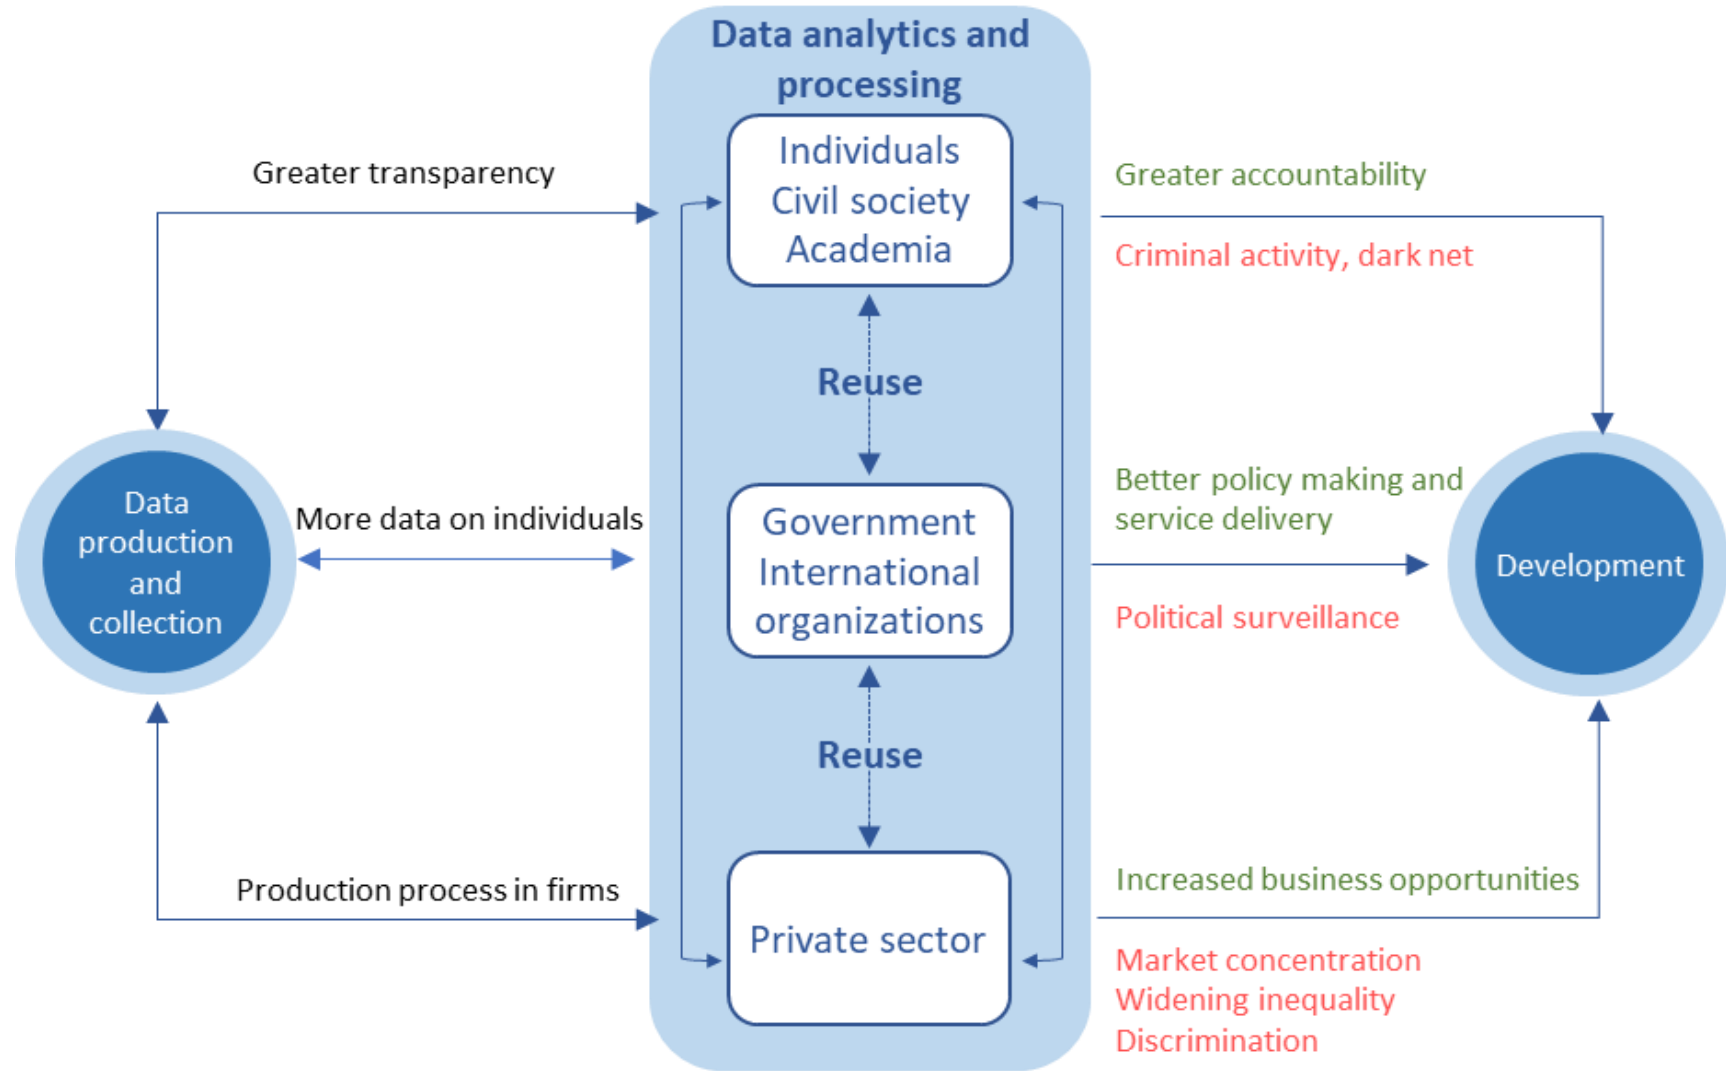 Data analytics and
processing
Individuals
Civil society
Academia
Greater transparency
Greater accountability
Criminal activity, dark net
Reuse
Data
production
and
collection
More data on individuals
Government
International
organizations
Better policy making and
service delivery
Political surveillance
Development
Reuse
Production process in firms
Private sector
Increased business opportunities
Market concentration
Widening inequality
Discrimination